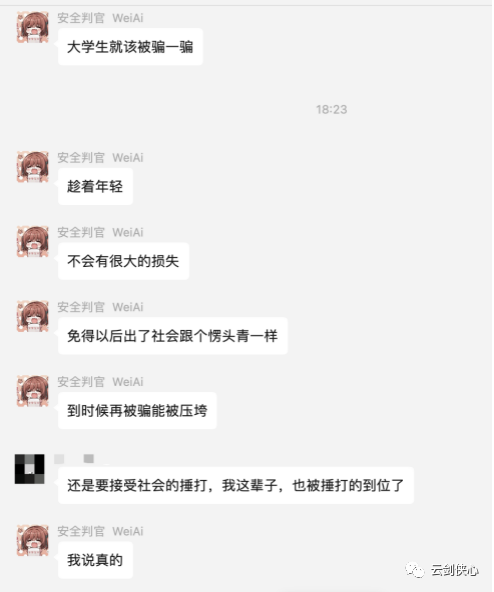 安全判官 WeiAi
大学生就该被骗一骗
18:23
安全判官 WeiAi
趁着年轻
安全判官 WeiAi
不会有很大的损失
安全判官 WeiAi
免得以后出了社会跟个愣头青一样
安全判官 WeiAi
到时候再被骗能被压垮
还是要接受社会的捶打，我这辈子，也被捶打的到位了
安全判官 WeiAi
我说真的
云剑侠心